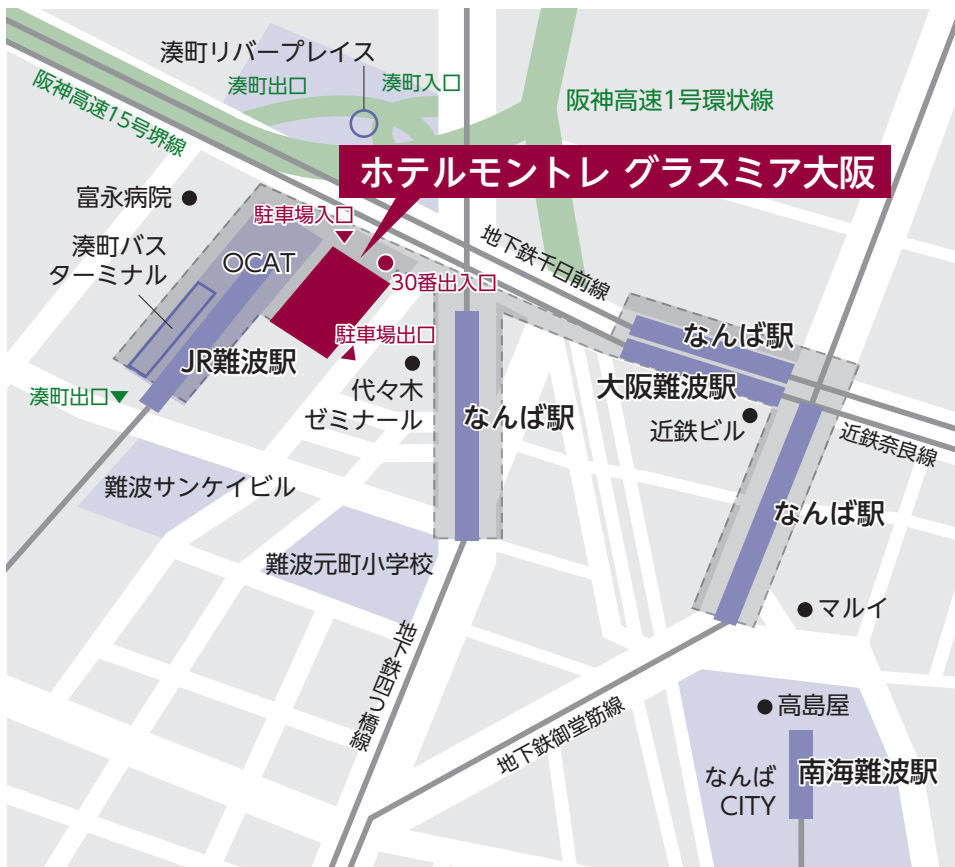 湊町リバープレイス
湊町出口
湊町入口
阪神高速15号堺線
阪神高速1号環状線
ホテルモントレ グラスミア大阪
富永病院
駐車場入口
湊町バス
ターミナル
OCAT
30番出入口
地下鉄千日前線
駐車場出口
JR難波駅
なんば駅
大阪難波駅
湊町出口
代々木
ゼミナール
なんば駅
近鉄ビル
近鉄奈良線
難波サンケイビル
なんば駅
難波元町小学校
マルイ
地下鉄四つ橋線
地下鉄御堂筋線
高島屋
なんば
CITY
南海難波駅